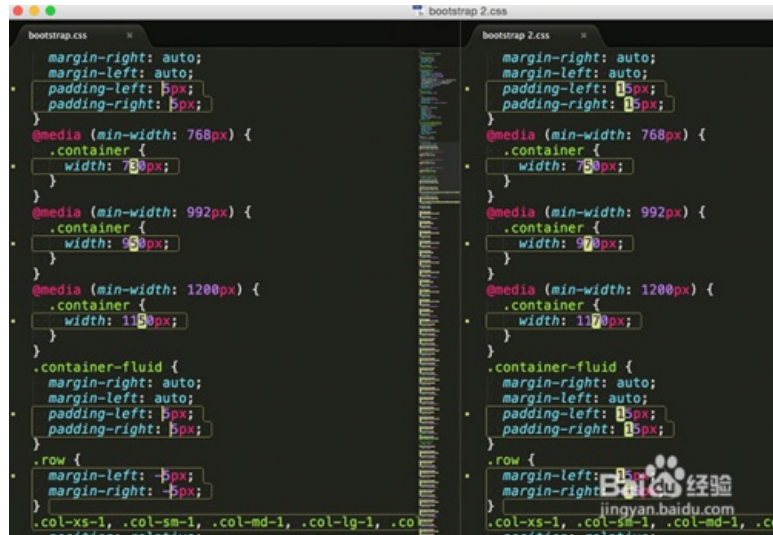 bootstrap 2.css
bootstrap.css
margin-right: auto;
margin-left: auto;
padding-left: 5px;
padding-right: 5px;
}
@media (min-width: 768px) {
.container {
width: 730px;
}
}
@media (min-width: 992px) {
.container {
width: 950px;
}
}
@media (min-width: 1200px) {
.container {
width: 1150px;
}
}
.container-fluid {
margin-right: auto;
margin-left: auto;
padding-left: 5px;
padding-right: 5px;
}
.row {
margin-left: -5px;
margin-right: -5px;
}
.col-xs-1, .col-sm-1, .col-md-1, .col-lg-1, .co
bootstrap 2.css
margin-right: auto;
margin-left: auto;
padding-left: 15px;
padding-right: 15px;
}
@media (min-width: 768px) {
.container {
width: 750px;
}
}
@media (min-width: 992px) {
.container {
width: 970px;
}
}
@media (min-width: 1200px) {
.container {
width: 1170px;
}
}
.container-fluid {
margin-right: auto;
margin-left: auto;
padding-left: 15px;
padding-right: 15px;
}
.row {
margin-left: -15px;
margin-right
}
.col-xs-1, .col-sm-1, .col-md-1, .c
Baidu 经验
jingyan.baidu.com